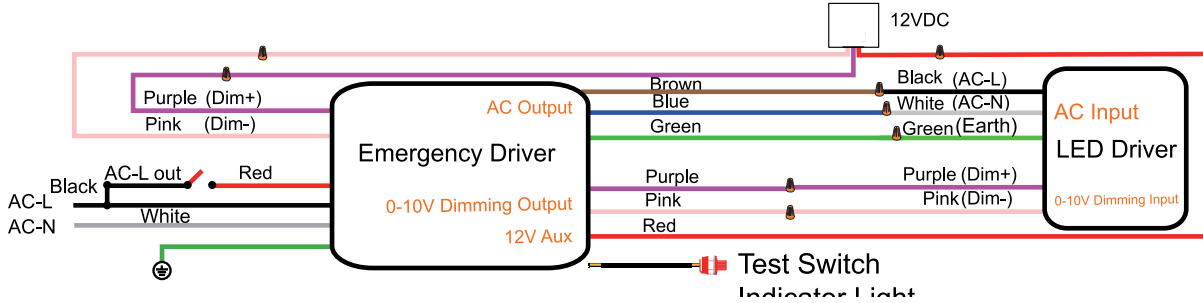 12VDC
Purple (Dim+)
Pink (Dim-)
AC-L out
Red
Black
AC-L
White
AC-N
AC Output
Emergency Driver
0-10V Dimming Output
12V Aux
Brown
Blue
Green
Purple
Pink
Red
Black (AC-L)
White (AC-N)
Green (Earth)
Purple (Dim+)
Pink (Dim-)
AC Input
LED Driver
0-10V Dimming Input
Test Switch
Indicator Light